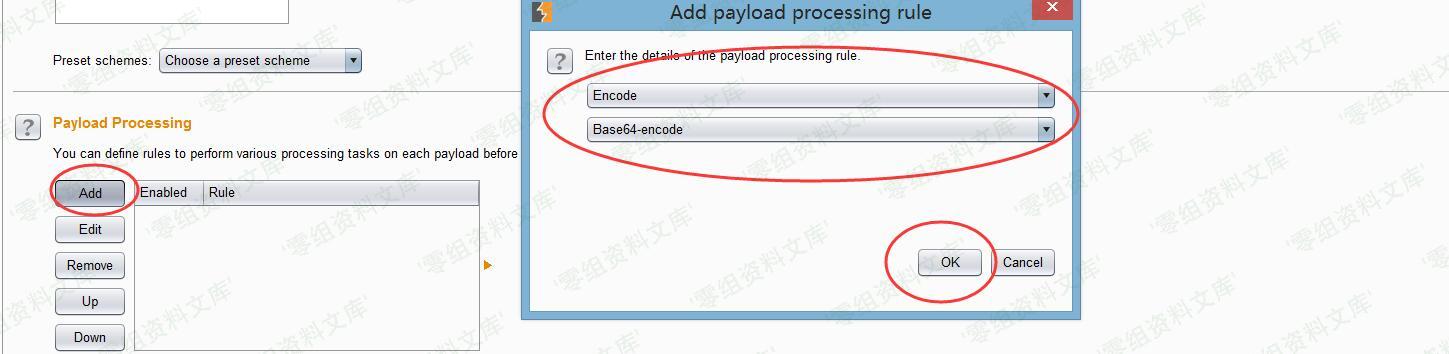 Add payload processing rule
Enter the details of the payload processing rule.
Encode
Base64-encode
OK
Cancel
Preset schemes:
Choose a preset scheme
Payload Processing
You can define rules to perform various processing tasks on each payload before
Add
Enabled
Rule
Edit
Remove
Up
Down
'零组资料文库'